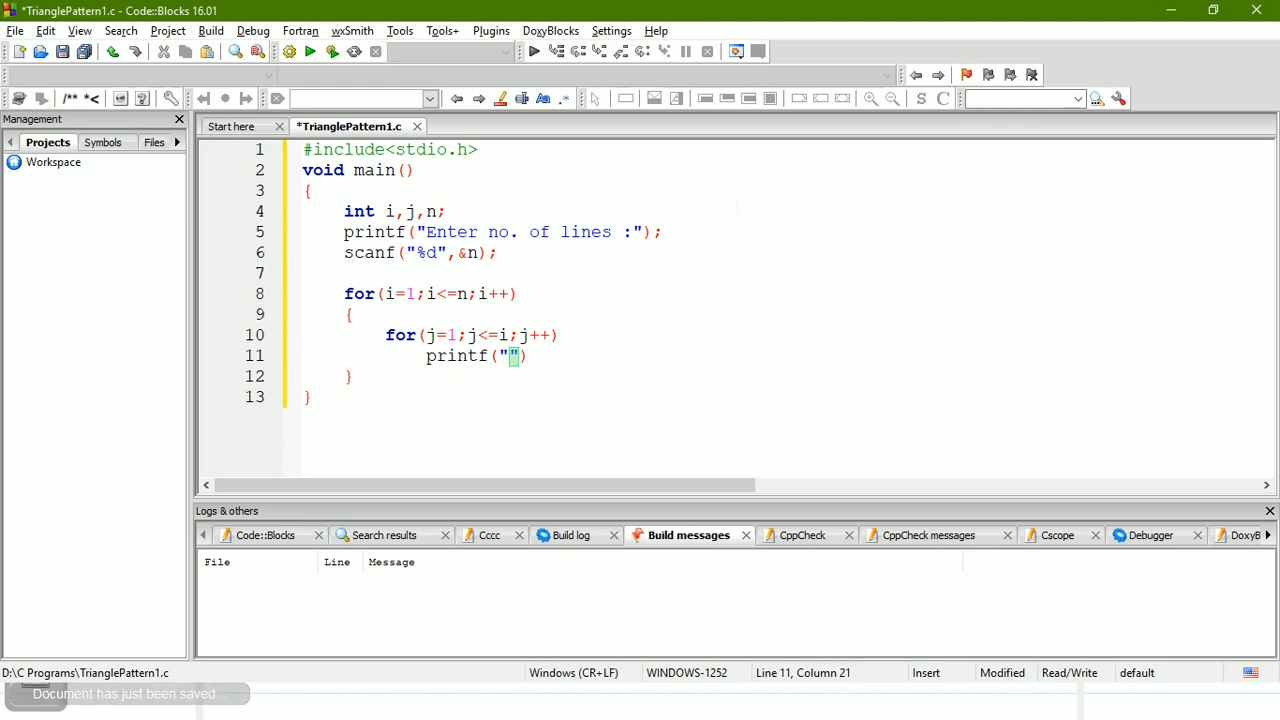 *TrianglePattern1.c - Code::Blocks 16.01
File Edit View Search Project Build Debug Fortran wxSmith Tools Tools+ Plugins DoxyBlocks Settings Help
/** *<
S C
Management
Start here *TrianglePattern1.c
Projects Symbols Files
Workspace
1 #include<stdio.h>
2 void main()
3 {
4 int i,j,n;
5 printf("Enter no. of lines :");
6 scanf("%d",&n);
7
8 for(i=1;i<=n;i++)
9 {
10 for(j=1;j<=i;j++)
11 printf("")
12 }
13 }
Logs & others
Code::Blocks Search results Cccc Build log Build messages CppCheck CppCheck messages Cscope Debugger DoxyB
File Line Message
D:\C Programs\TrianglePattern1.c Windows (CR+LF) WINDOWS-1252 Line 11, Column 21 Insert Modified Read/Write default
Document has just been saved...